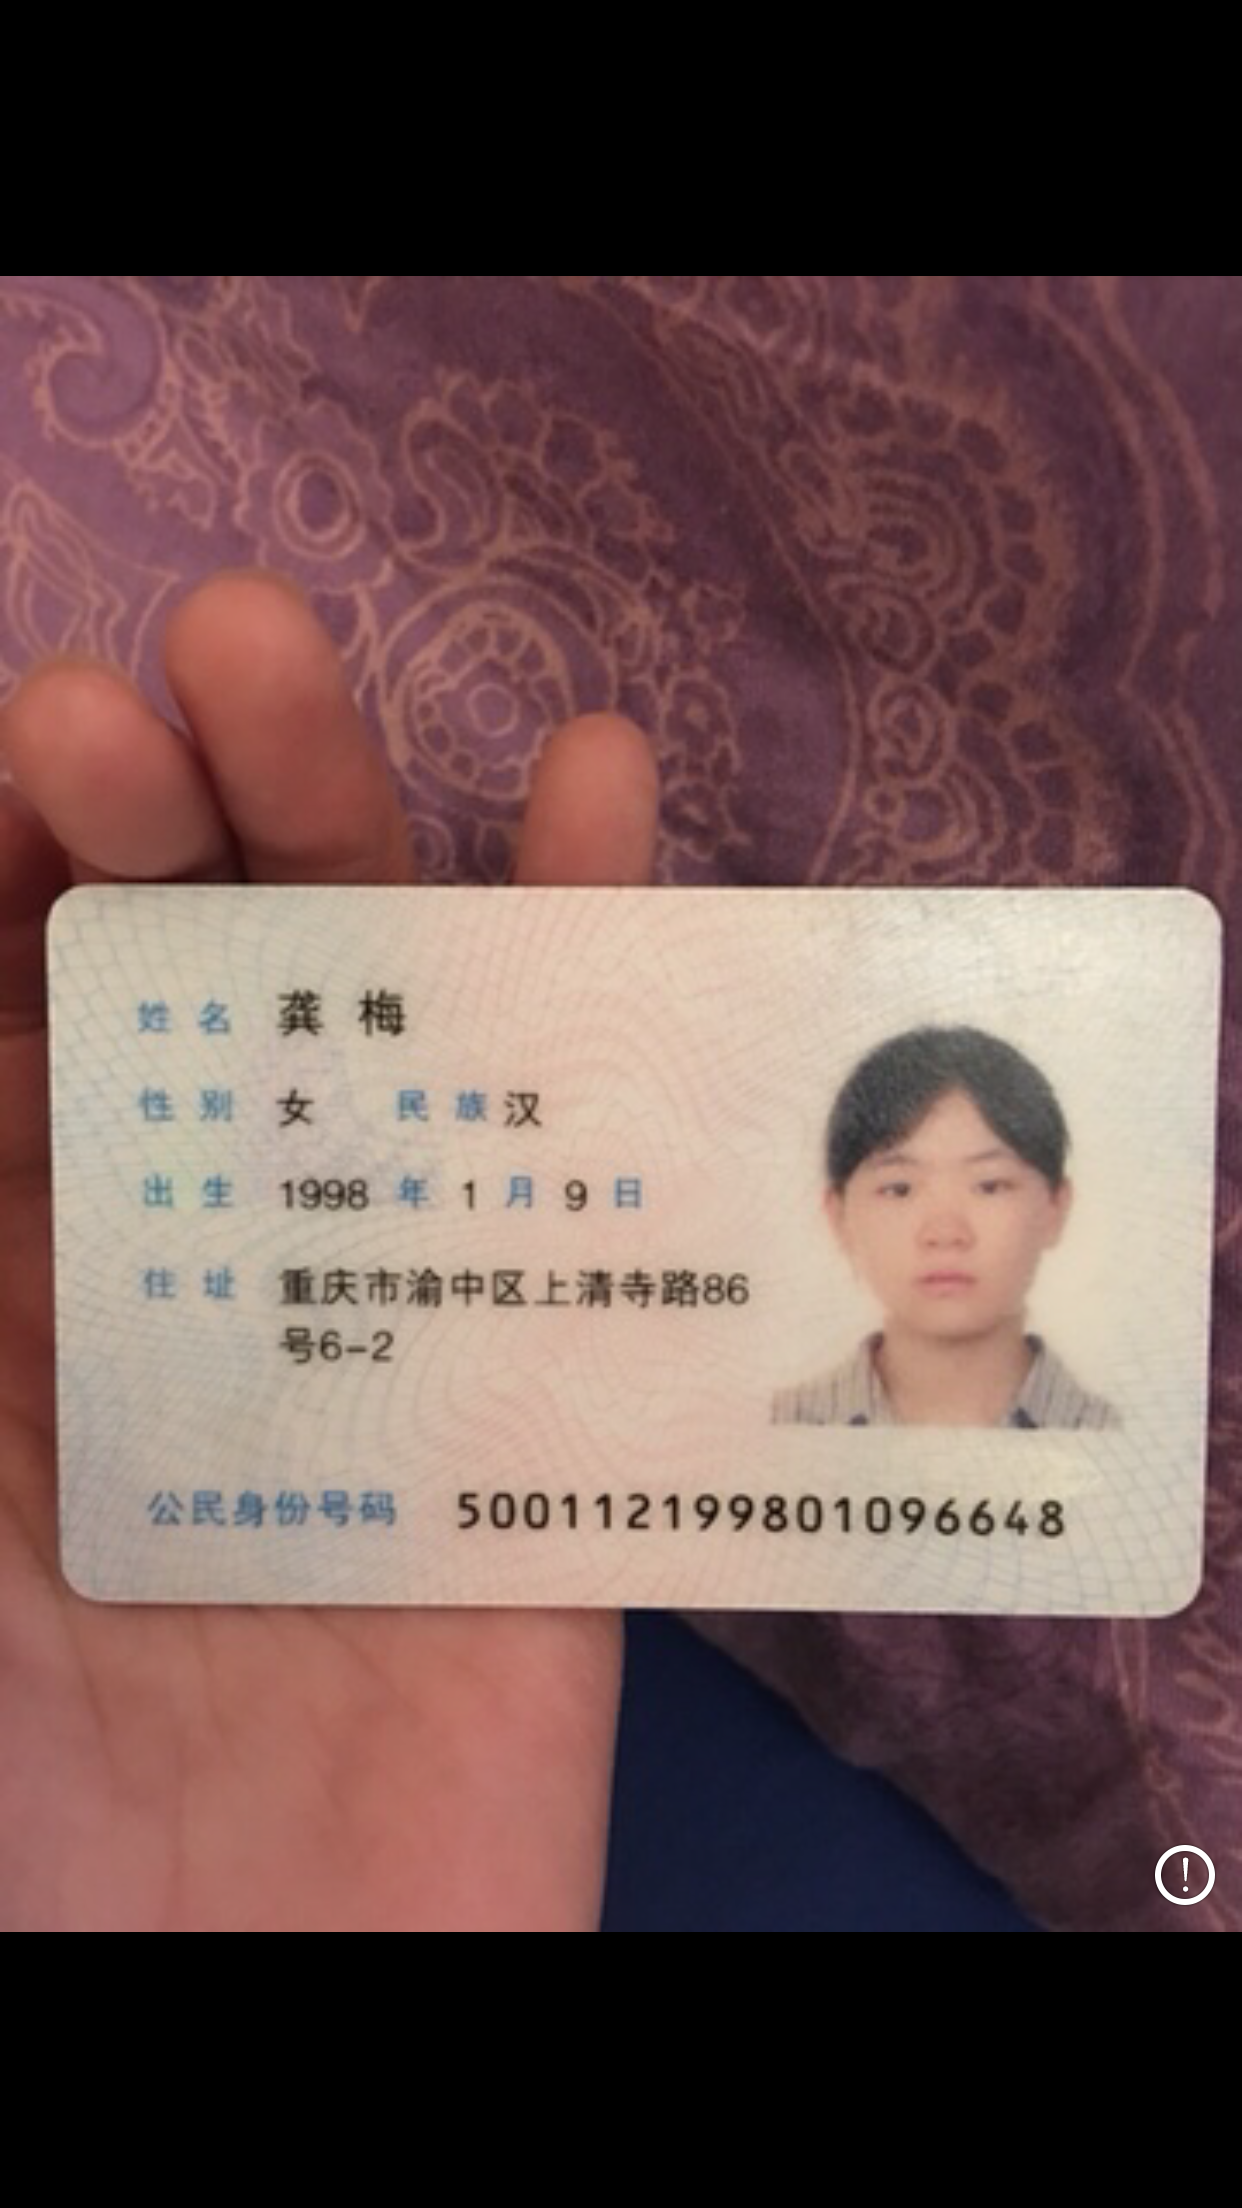 姓名 龚梅
性别 女 民族 汉
出生 1998 年 1 月 9 日
住址 重庆市渝中区上清寺路86
号6-2
公民身份号码 500112199801096648